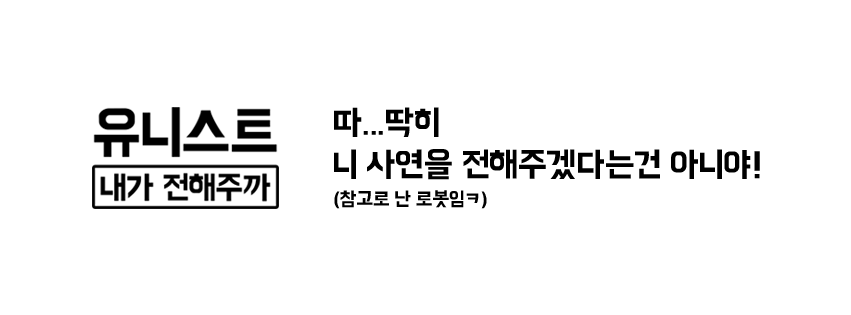 유니스트
내가 전해주까
따...딱히
니 사연을 전해주겠다는건 아니야!
(참고로 난 로봇임ㅋ)